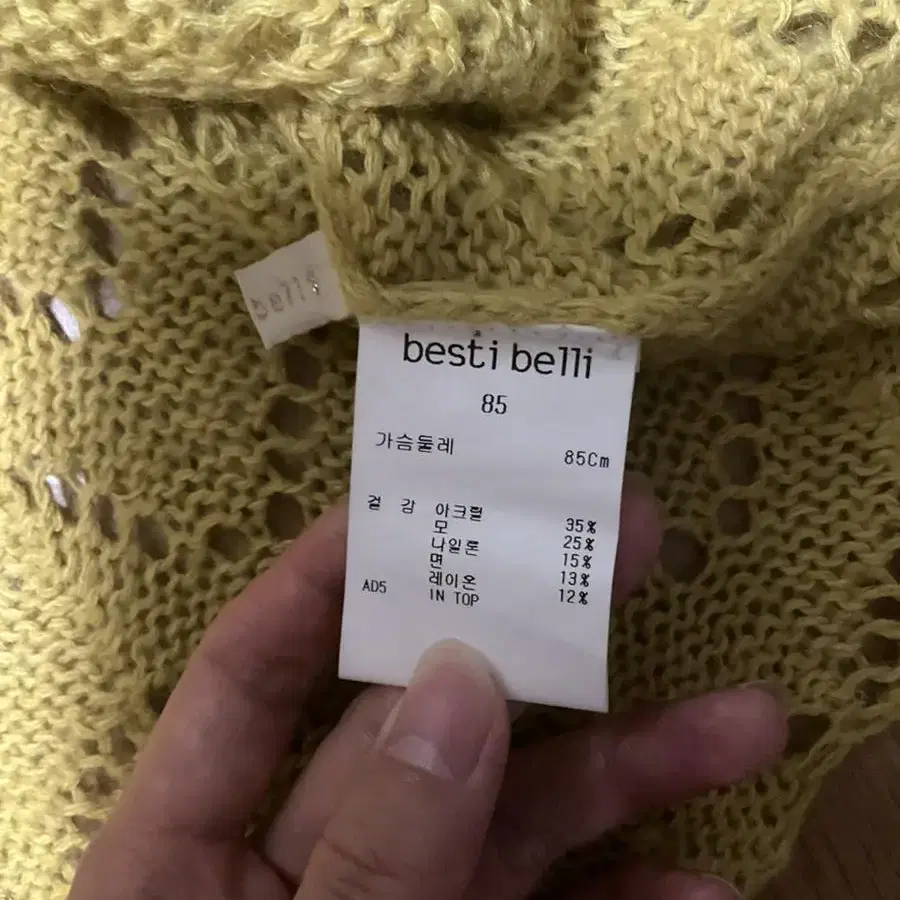 belli
besti belli
85
가슴둘레 85Cm
겉 감 아크릴 35%
모 25%
나일론 15%
면 13%
레이온 12%
AD5 IN TOP